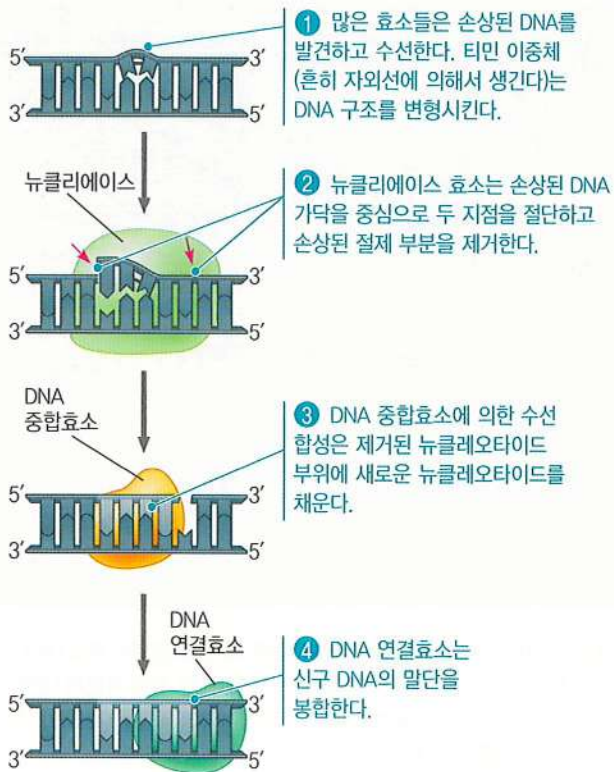 ① 많은 효소들은 손상된 DNA를
발견하고 수선한다. 티민 이중체
(흔히 자외선에 의해서 생긴다)는
DNA 구조를 변형시킨다.
5′
3′
3′
5′
뉴클리에이스
② 뉴클리에이스 효소는 손상된 DNA
가닥을 중심으로 두 지점을 절단하고
손상된 절제 부분을 제거한다.
5′
3′
3′
5′
DNA
중합효소
③ DNA 중합효소에 의한 수선
합성은 제거된 뉴클레오타이드
부위에 새로운 뉴클레오타이드를
채운다.
5′
3′
3′
5′
DNA
연결효소
④ DNA 연결효소는
신구 DNA의 말단을
봉합한다.
5′
3′
3′
5′